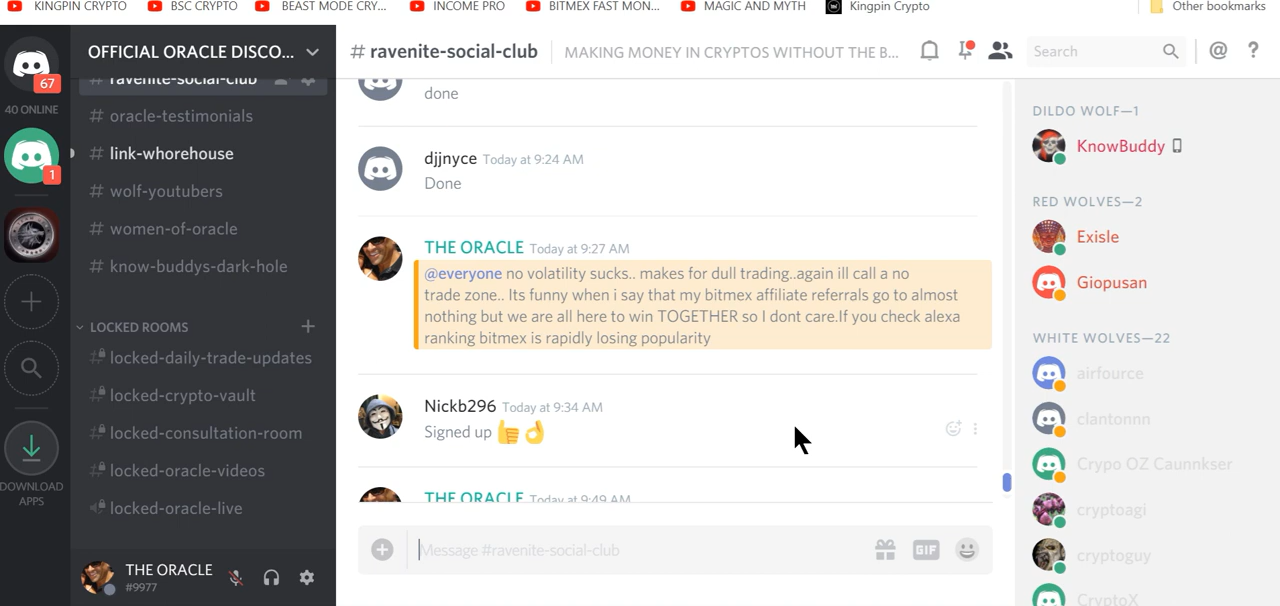 KINGPIN CRYPTO BSC CRYPTO BEAST MODE CRY... INCOME PRO BITMEX FAST MON... MAGIC AND MYTH Kingpin Crypto Other bookmarks
67
40 ONLINE
1
DOWNLOAD
APPS
OFFICIAL ORACLE DISCO...
# ravenite-social-club
# oracle-testimonials
# link-whorehouse
# wolf-youtubers
# women-of-oracle
# know-buddys-dark-hole
LOCKED ROOMS
locked-daily-trade-updates
locked-crypto-vault
locked-consultation-room
locked-oracle-videos
locked-oracle-live
THE ORACLE
#9977
# ravenite-social-club MAKING MONEY IN CRYPTOS WITHOUT THE B...
Search
@ ?
done
djjnyce Today at 9:24 AM
Done
THE ORACLE Today at 9:27 AM
@everyone no volatility sucks.. makes for dull trading..again ill call a no
trade zone.. Its funny when i say that my bitmex affiliate referrals go to almost
nothing but we are all here to win TOGETHER so I dont care.If you check alexa
ranking bitmex is rapidly losing popularity
Nickb296 Today at 9:34 AM
Signed up
THE ORACLE Today at 9:49 AM
Message #ravenite-social-club
GIF
DILDO WOLF—1
KnowBuddy
RED WOLVES—2
Exisle
Giopusan
WHITE WOLVES—22
airfource
clantonnn
Crypo OZ Caunnkser
cryptoagi
cryptoguy
CryptoX